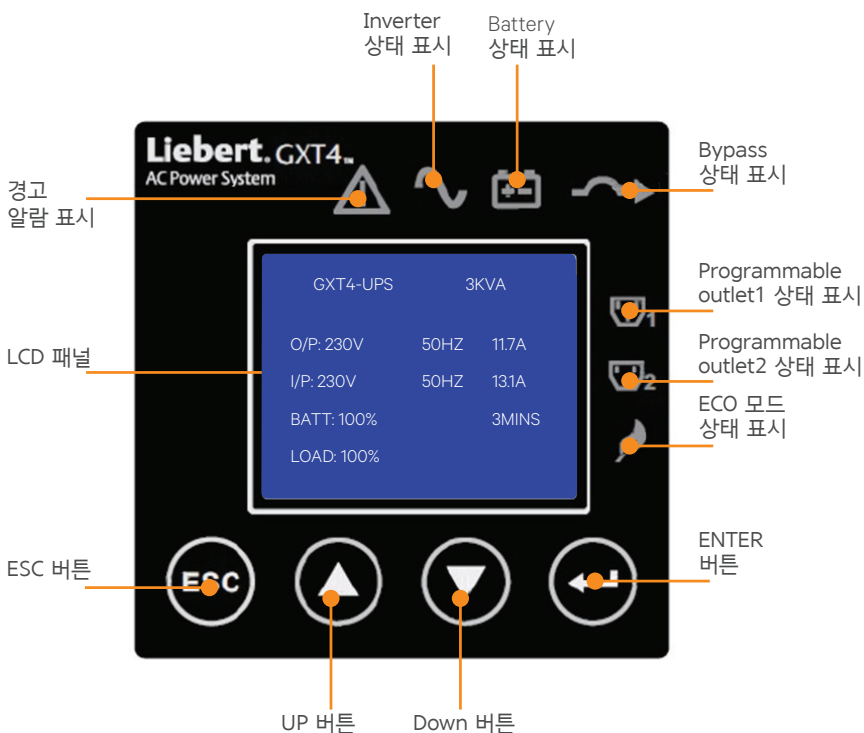 Inverter
상태 표시
Battery
상태 표시
Liebert. GXT4™
AC Power System
Bypass
상태 표시
경고
알람 표시
GXT4-UPS 3KVA
Programmable
outlet1 상태 표시
1
O/P: 230V 50HZ 11.7A
LCD 패널
Programmable
outlet2 상태 표시
2
I/P: 230V 50HZ 13.1A
BATT: 100% 3MINS
ECO 모드
상태 표시
LOAD: 100%
ESC 버튼
ESC
ENTER
버튼
UP 버튼
Down 버튼